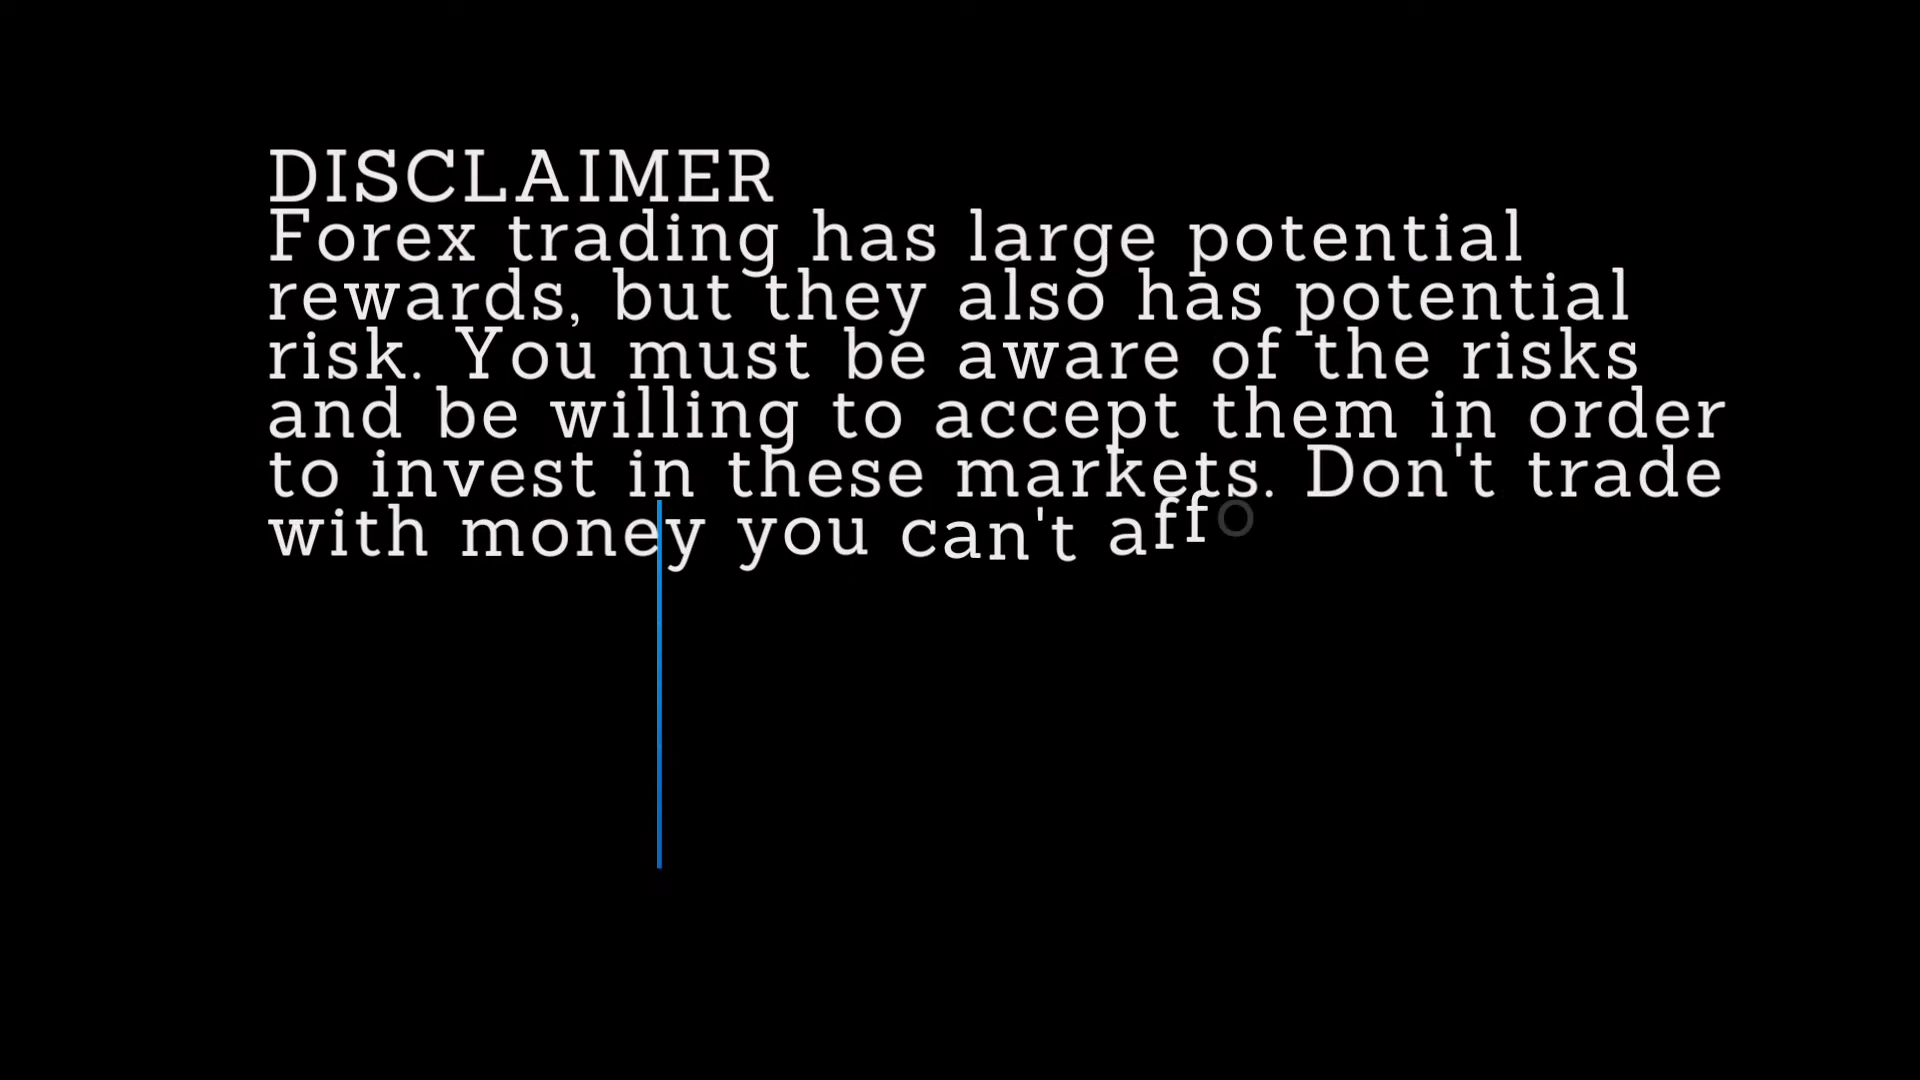 DISCLAIMER
Forex trading has large potential
rewards, but they also has potential
risk. You must be aware of the risks
and be willing to accept them in order
to invest in these markets. Don't trade
with money you can't affo